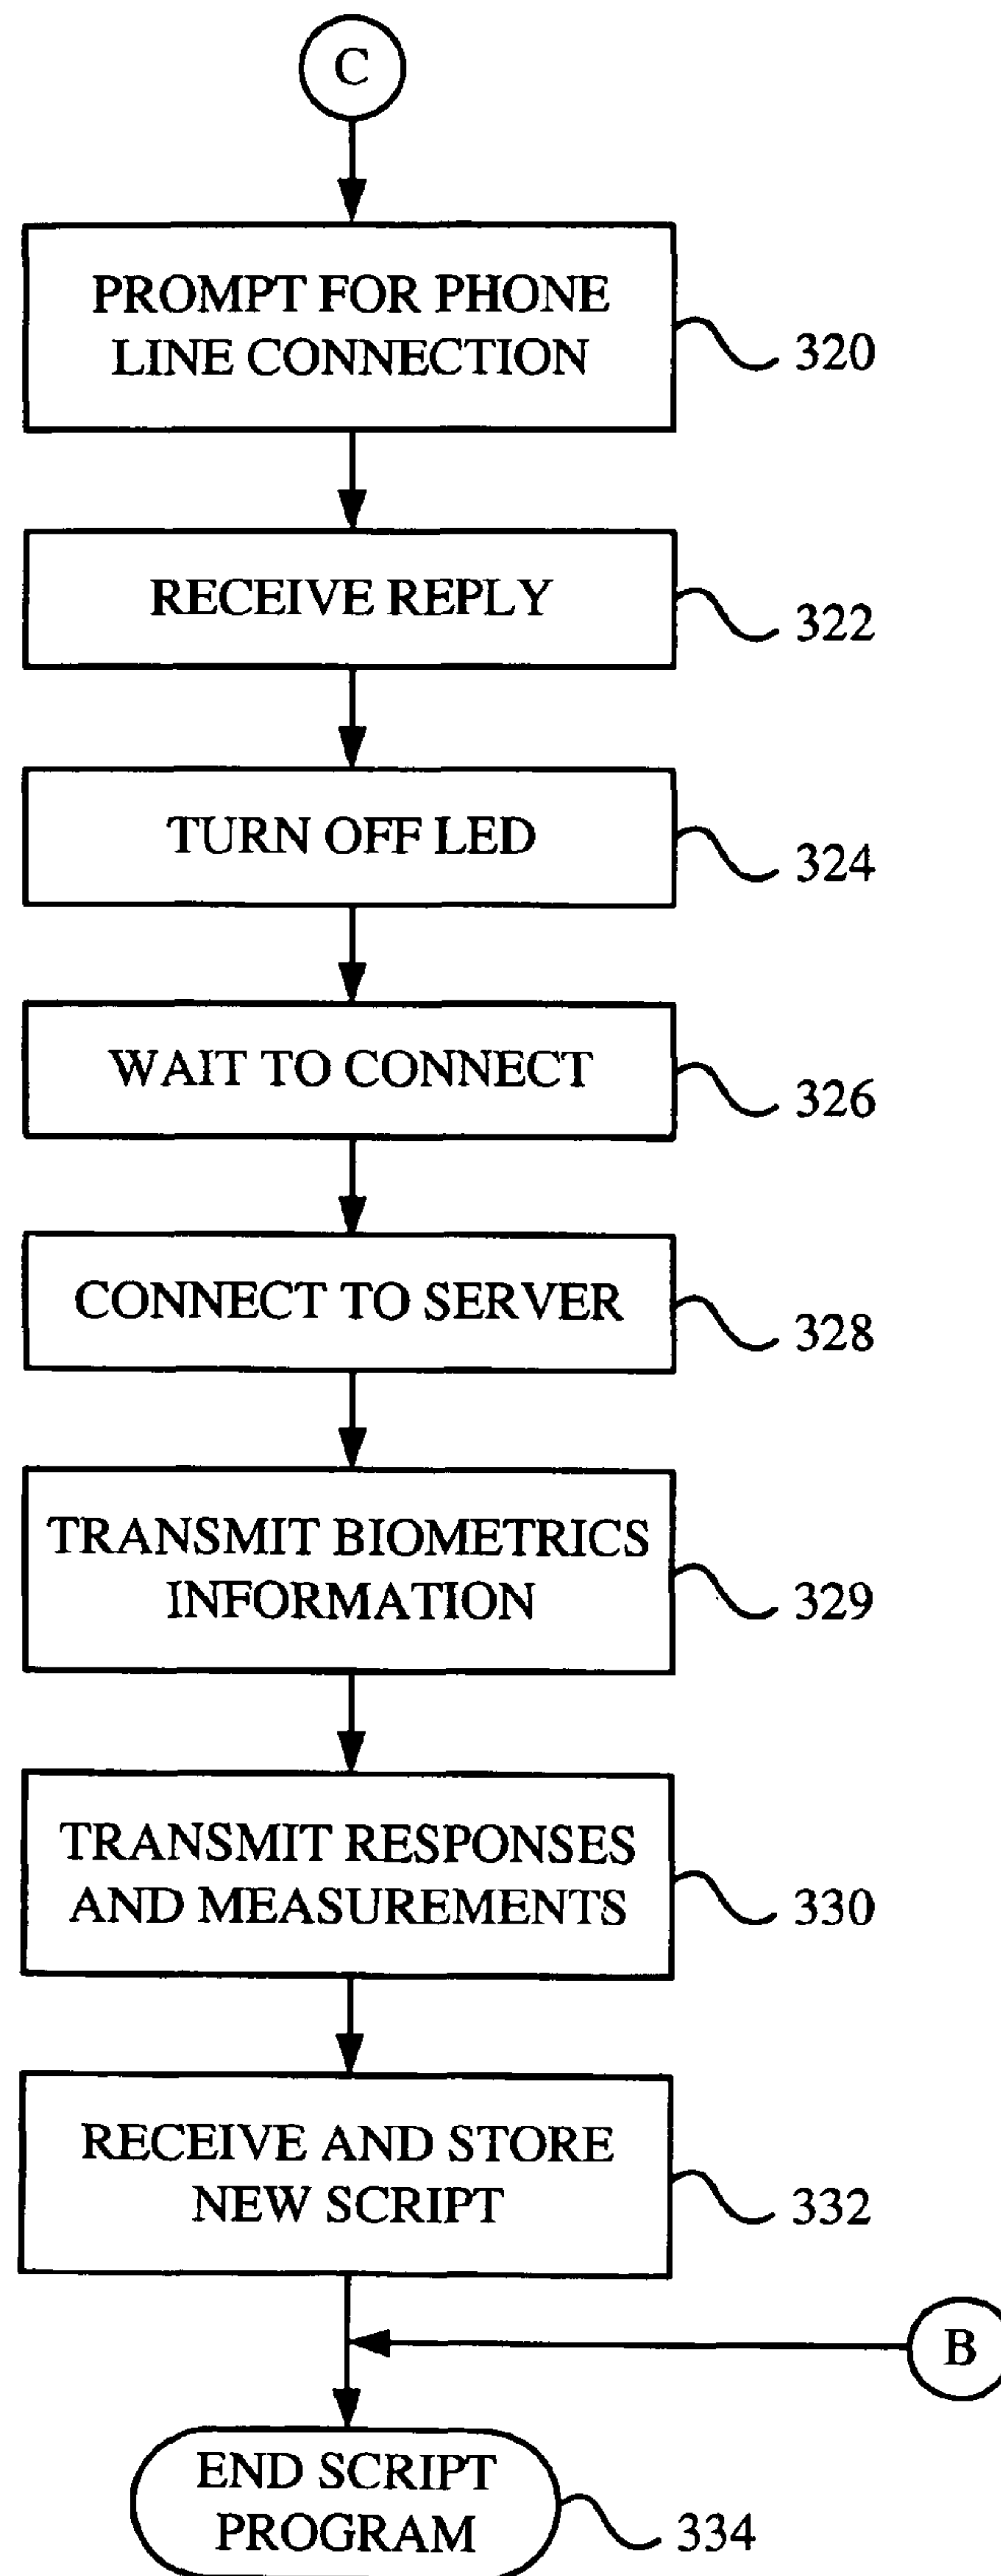 C
PROMPT FOR PHONE
LINE CONNECTION
320
RECEIVE REPLY
322
TURN OFF LED
324
WAIT TO CONNECT
326
CONNECT TO SERVER
328
TRANSMIT BIOMETRICS
INFORMATION
329
TRANSMIT RESPONSES
AND MEASUREMENTS
330
RECEIVE AND STORE
NEW SCRIPT
332
B
END SCRIPT
PROGRAM
334